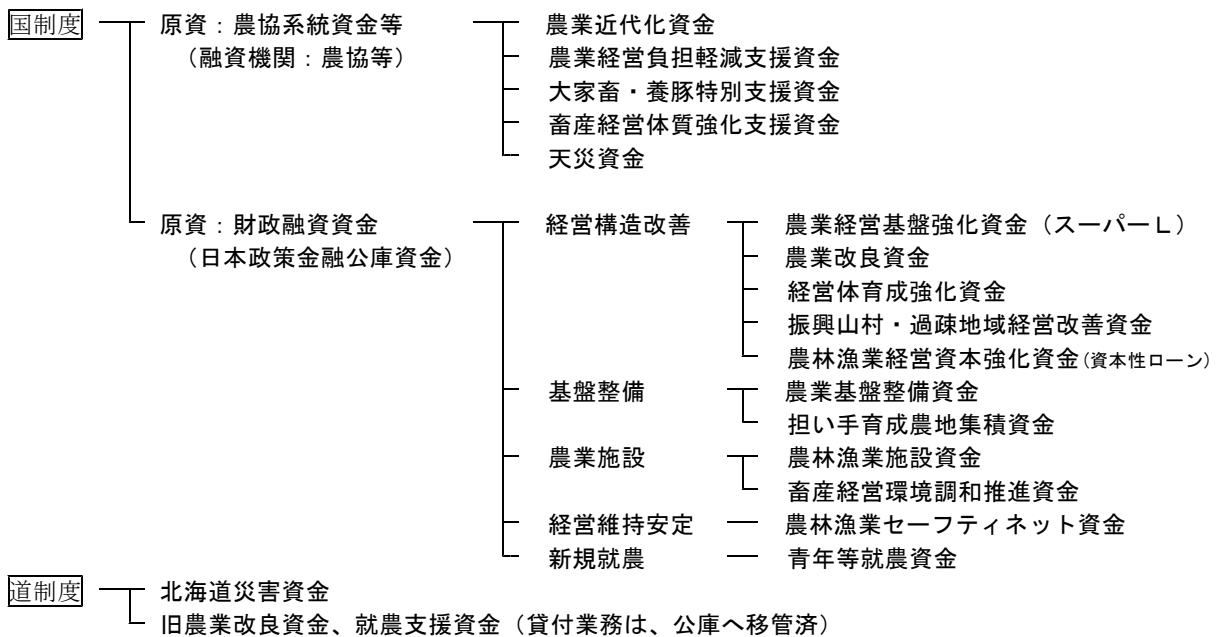 国制度 原資：農協系統資金等 農業近代化資金
（融資機関：農協等） 農業経営負担軽減支援資金
大家畜・養豚特別支援資金
畜産経営体質強化支援資金
天災資金
原資：財政融資資金 経営構造改善 農業経営基盤強化資金（スーパーＬ）
（日本政策金融公庫資金） 農業改良資金
経営体育成強化資金
振興山村・過疎地域経営改善資金
農林漁業経営資本強化資金（資本性ローン）
基盤整備 農業基盤整備資金
担い手育成農地集積資金
農業施設 農林漁業施設資金
畜産経営環境調和推進資金
経営維持安定 農林漁業セーフティネット資金
新規就農 青年等就農資金
道制度 北海道災害資金
旧農業改良資金、就農支援資金（貸付業務は、公庫へ移管済）